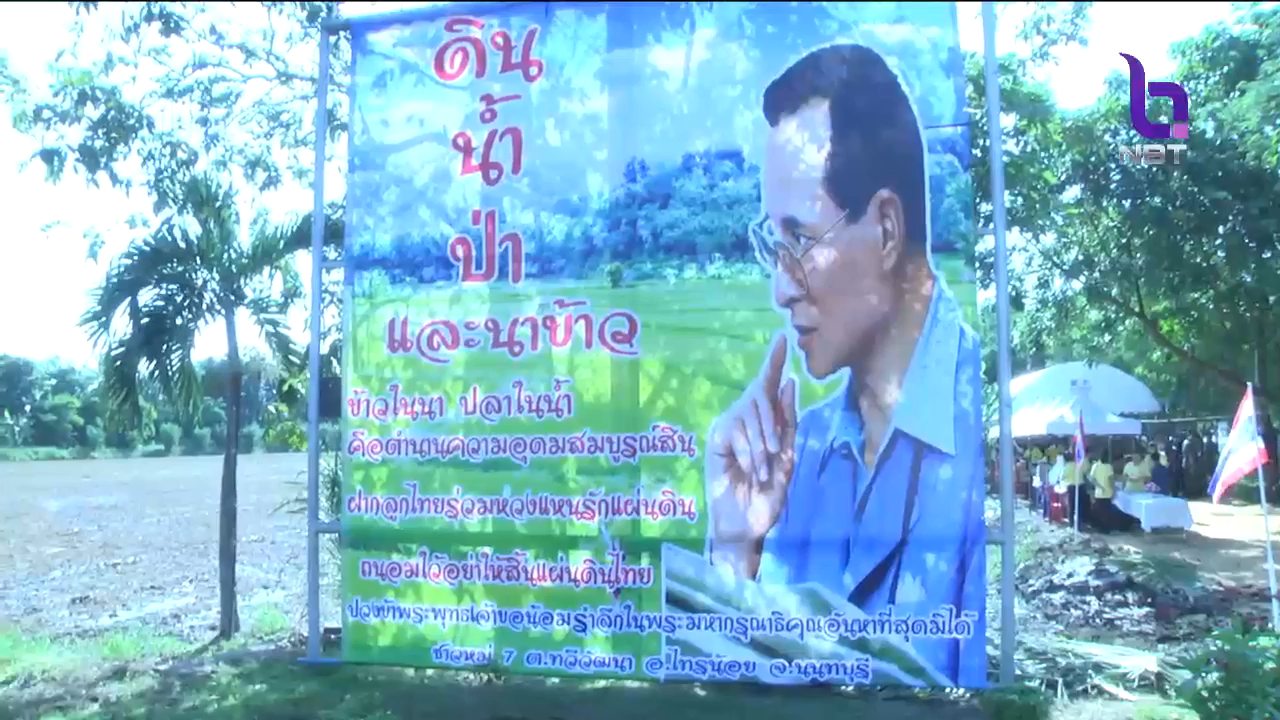 ดิน
น้ำ
ป่า
และนาข้าว
ข้าวในนา ปลาในน้ำ
คือตำนานความอุดมสมบูรณ์สิน
ฝากลูกไทยร่วมห่วงแหนรักแผ่นดิน
ถนอมไว้อย่าให้สิ้นแผ่นดินไทย
ปวงข้าพระพุทธเจ้าขอน้อมรำลึกในพระมหากรุณาธิคุณอันหาที่สุดมิได้
ชาวหมู่ 7 ต.ทวีวัฒนา อ.ไทรน้อย จ.นนทบุรี
NBT